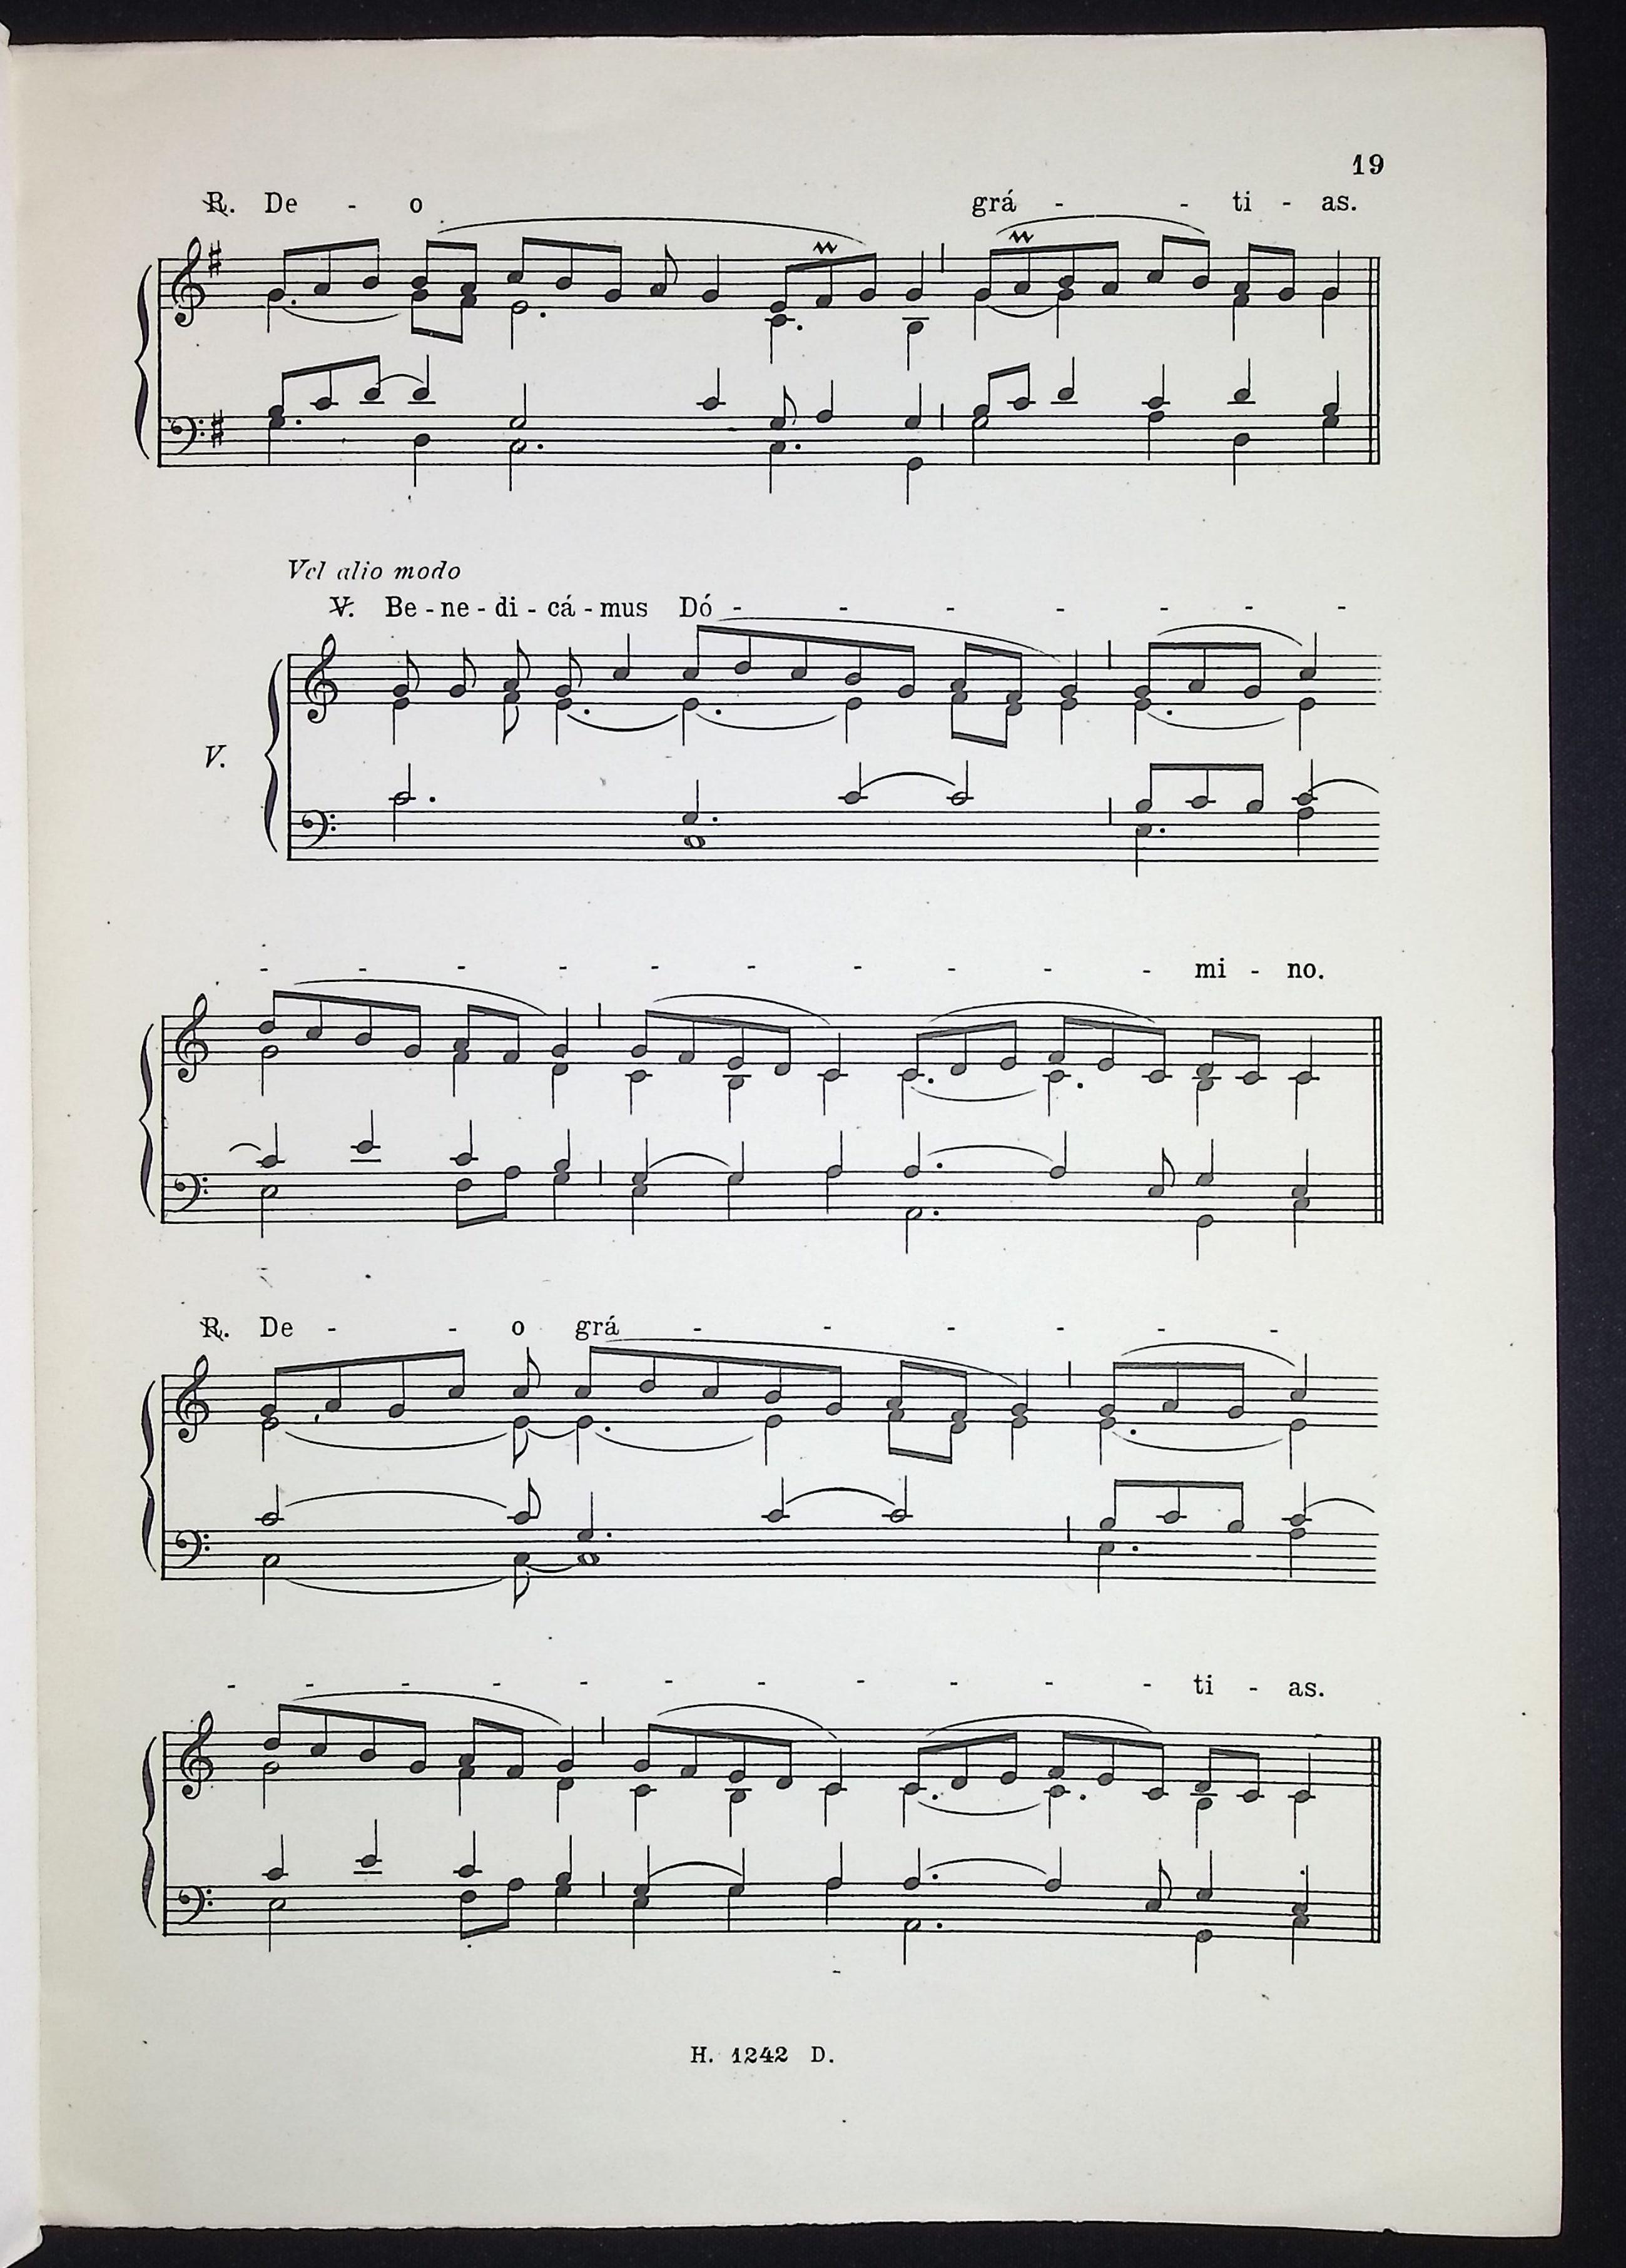 19
℟. De - o grá - - ti - as.
Vel alio modo
℣. Be - ne - di - cá - mus Dó - - - - - - -
V.
- - - - - - - - - - mi - no.
℟. De - - o grá - - - - - -
- - - - - - - - - - - ti - as.
H. 1242 D.